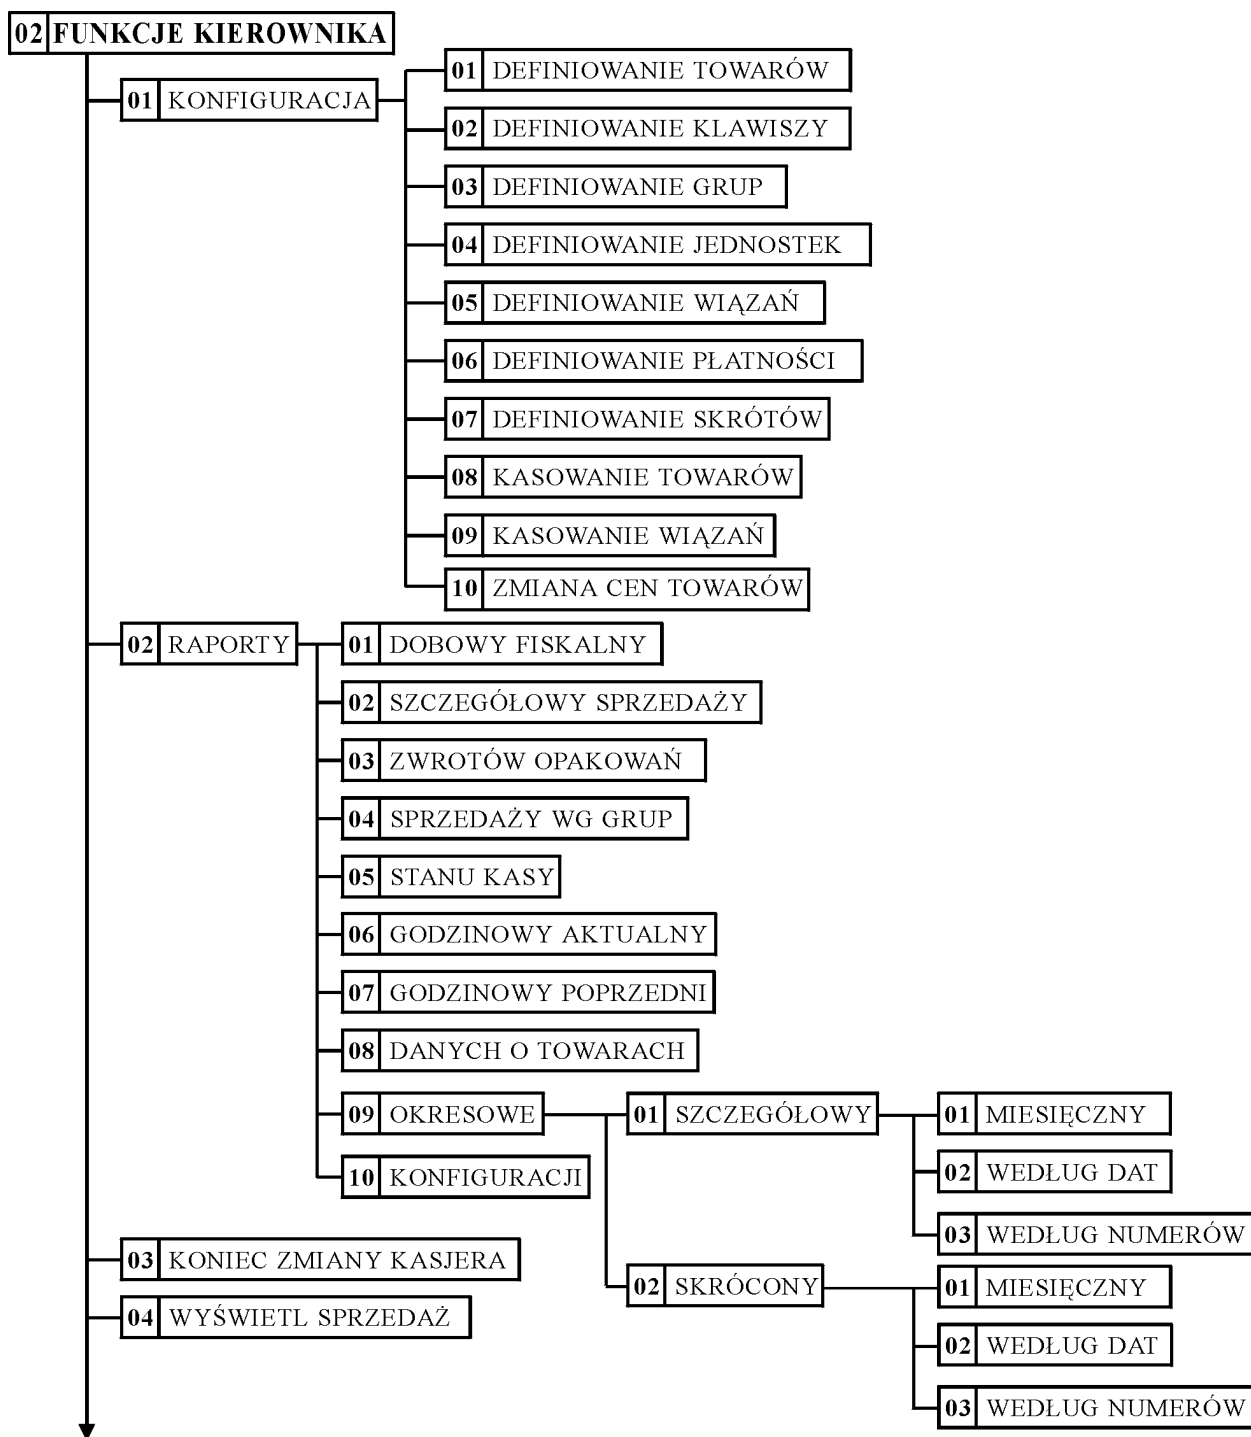 02 FUNKCJE KIEROWNIKA
01 KONFIGURACJA
01 DEFINIOWANIE TOWARÓW
02 DEFINIOWANIE KLAWISZY
03 DEFINIOWANIE GRUP
04 DEFINIOWANIE JEDNOSTEK
05 DEFINIOWANIE WIĄZAŃ
06 DEFINIOWANIE PŁATNOŚCI
07 DEFINIOWANIE SKRÓTÓW
08 KASOWANIE TOWARÓW
09 KASOWANIE WIĄZAŃ
10 ZMIANA CEN TOWARÓW
02 RAPORTY
01 DOBOWY FISKALNY
02 SZCZEGÓŁOWY SPRZEDAŻY
03 ZWROTÓW OPAKOWAŃ
04 SPRZEDAŻY WG GRUP
05 STANU KASY
06 GODZINOWY AKTUALNY
07 GODZINOWY POPRZEDNI
08 DANYCH O TOWARACH
09 OKRESOWE
01 SZCZEGÓŁOWY
01 MIESIĘCZNY
02 WEDŁUG DAT
03 WEDŁUG NUMERÓW
02 SKRÓCONY
01 MIESIĘCZNY
02 WEDŁUG DAT
03 WEDŁUG NUMERÓW
10 KONFIGURACJI
03 KONIEC ZMIANY KASJERA
04 WYŚWIETL SPRZEDAŻ